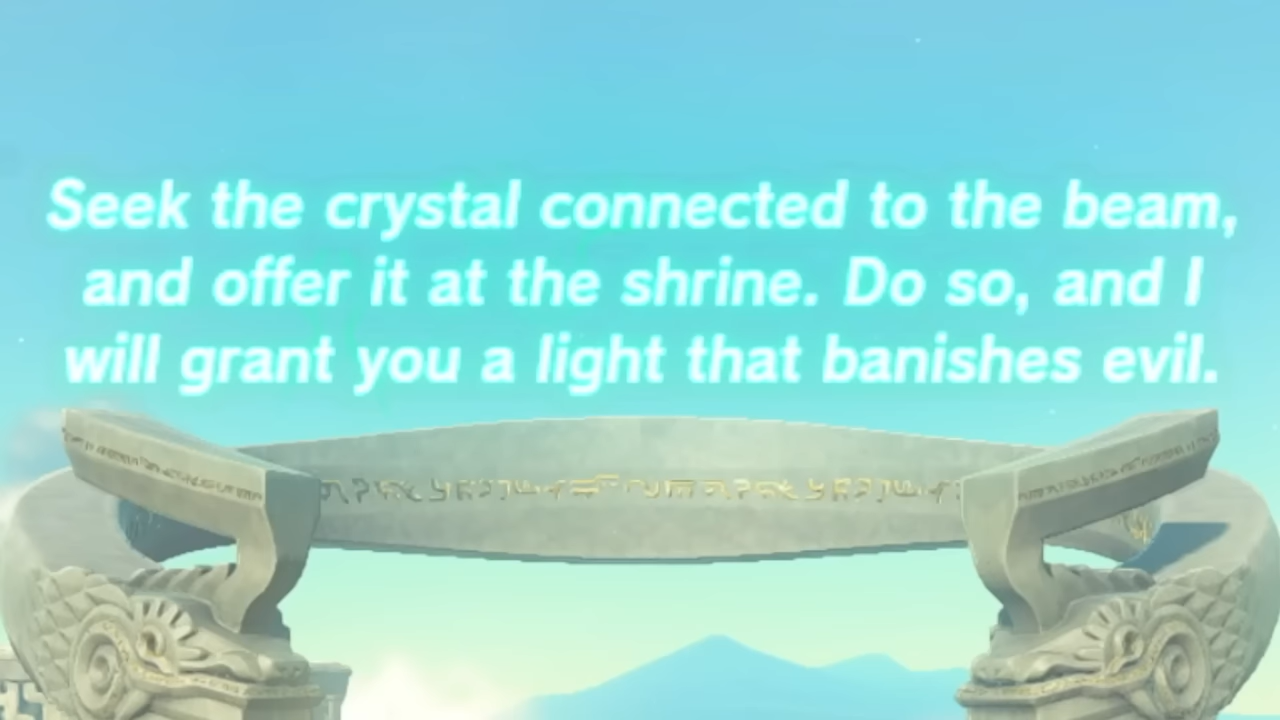 Seek the crystal connected to the beam,
and offer it at the shrine. Do so, and I
will grant you a light that banishes evil.